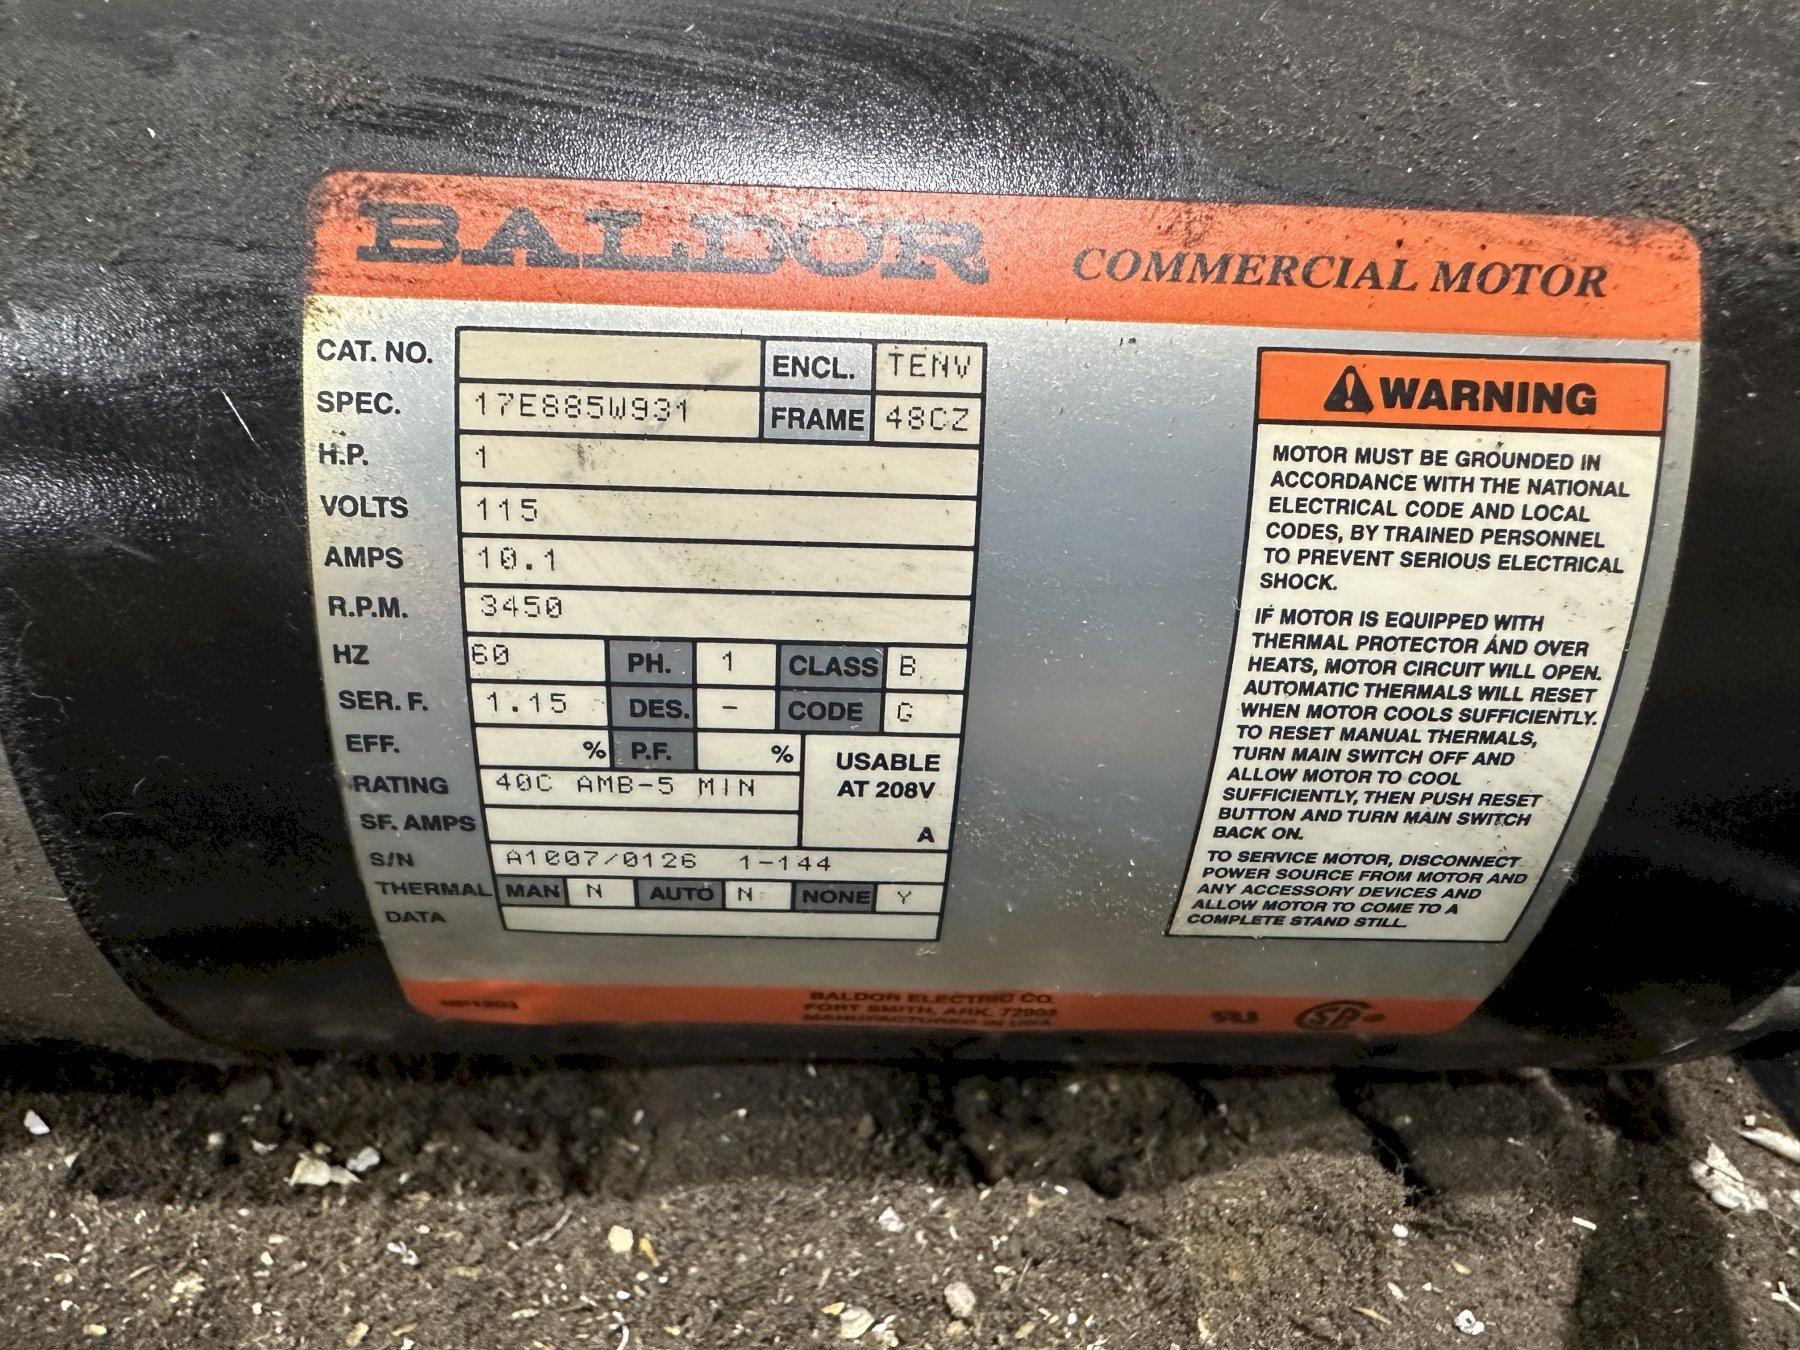 BALDOR COMMERCIAL MOTOR
CAT. NO. ENCL. TENV
SPEC. 17E885W931 FRAME 48CZ
H.P. 1
VOLTS 115
AMPS 10.1
R.P.M. 3450
HZ 60 PH. 1 CLASS B
SER. F. 1.15 DES. - CODE G
EFF. % P.F. %
RATING 40C AMB-5 MIN
SF. AMPS
USABLE
AT 208V
A
S/N A1007/0126 1-144
THERMAL MAN N AUTO N NONE Y
DATA
WARNING
MOTOR MUST BE GROUNDED IN
ACCORDANCE WITH THE NATIONAL
ELECTRICAL CODE AND LOCAL
CODES, BY TRAINED PERSONNEL
TO PREVENT SERIOUS ELECTRICAL
SHOCK.
IF MOTOR IS EQUIPPED WITH
THERMAL PROTECTOR AND OVER
HEATS, MOTOR CIRCUIT WILL OPEN.
AUTOMATIC THERMALS WILL RESET
WHEN MOTOR COOLS SUFFICIENTLY.
TO RESET MANUAL THERMALS,
TURN MAIN SWITCH OFF AND
ALLOW MOTOR TO COOL
SUFFICIENTLY, THEN PUSH RESET
BUTTON AND TURN MAIN SWITCH
BACK ON.
TO SERVICE MOTOR, DISCONNECT
POWER SOURCE FROM MOTOR AND
ANY ACCESSORY DEVICES AND
ALLOW MOTOR TO COME TO A
COMPLETE STAND STILL.
NP1203
BALDOR ELECTRIC CO.
FORT SMITH, ARK. 72903
MANUFACTURED IN USA